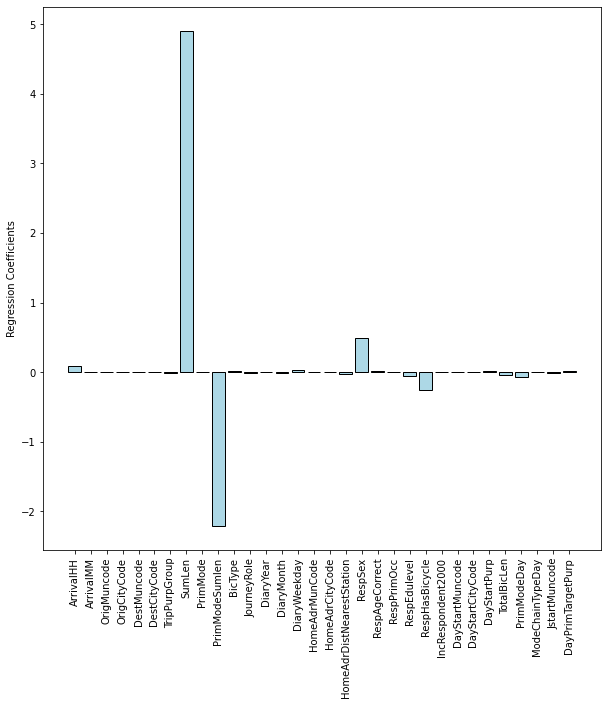 5
4
3
2
1
0
−1
−2
Regression Coefficients
ArrivalHH
ArrivalMM
OrigMuncode
OrigCityCode
DestMuncode
DestCityCode
TripPurpGroup
SumLen
PrimMode
PrimModeSumlen
BicType
JourneyRole
DiaryYear
DiaryMonth
DiaryWeekday
HomeAdrMunCode
HomeAdrCityCode
HomeAdrDistNearestStation
RespSex
RespAgeCorrect
RespPrimOcc
RespEdulevel
RespHasBicycle
IncRespondent2000
DayStartMuncode
DayStartCityCode
DayStartPurp
TotalBicLen
PrimModeDay
ModeChainTypeDay
JstartMuncode
DayPrimTargetPurp